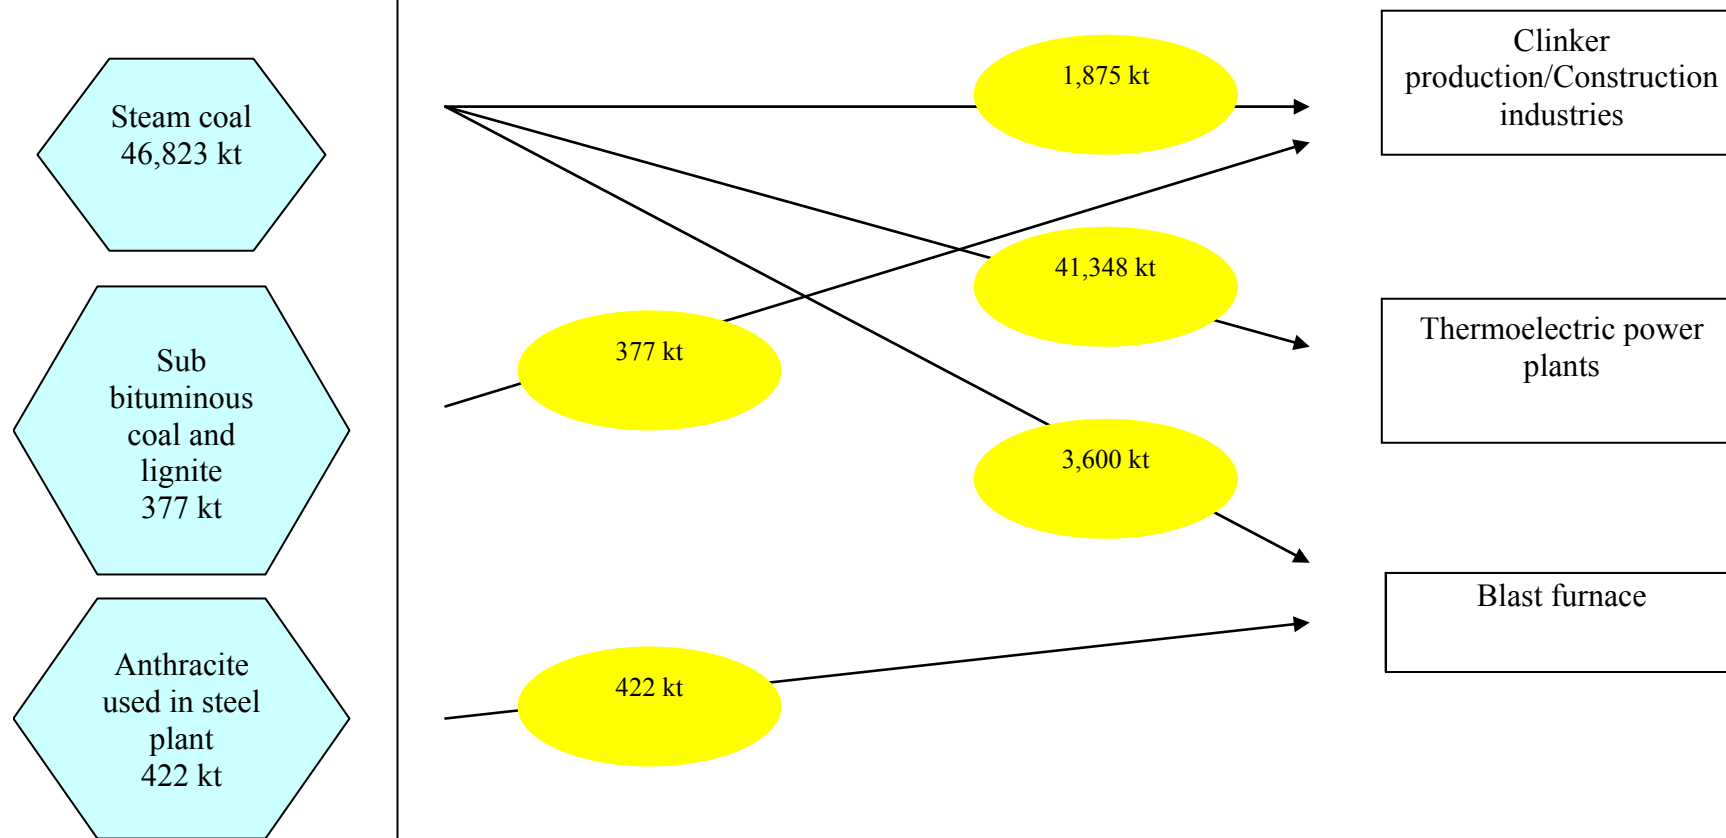 Steam coal
46,823 kt
Sub
bituminous
coal and
lignite
377 kt
Anthracite
used in steel
plant
422 kt
1,875 kt
41,348 kt
377 kt
3,600 kt
422 kt
Clinker
production/Construction
industries
Thermoelectric power
plants
Blast furnace